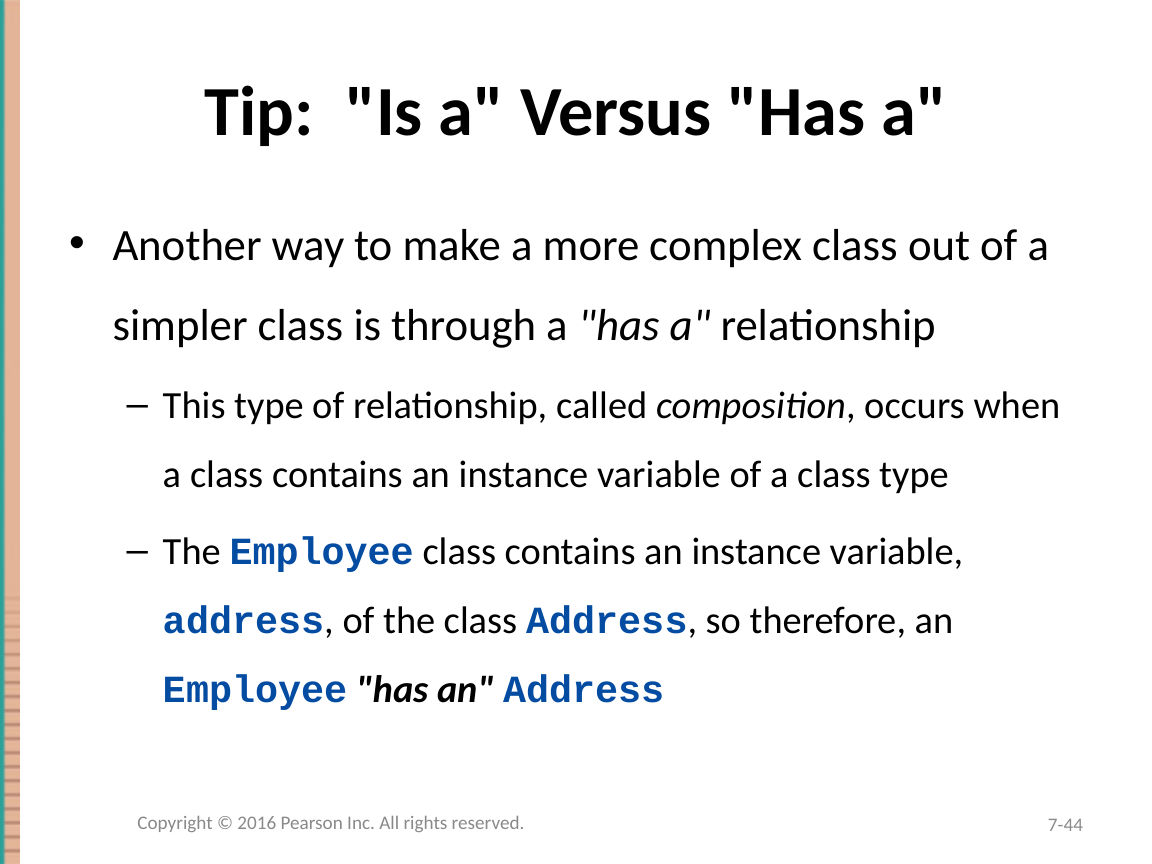 Tip:  "Is a" Versus "Has a"
• Another way to make a more complex class out of a
simpler class is through a "has a" relationship
– This type of relationship, called composition, occurs when
a class contains an instance variable of a class type
– The Employee class contains an instance variable,
address, of the class Address, so therefore, an
Employee "has an" Address
Copyright © 2016 Pearson Inc. All rights reserved.
7-44